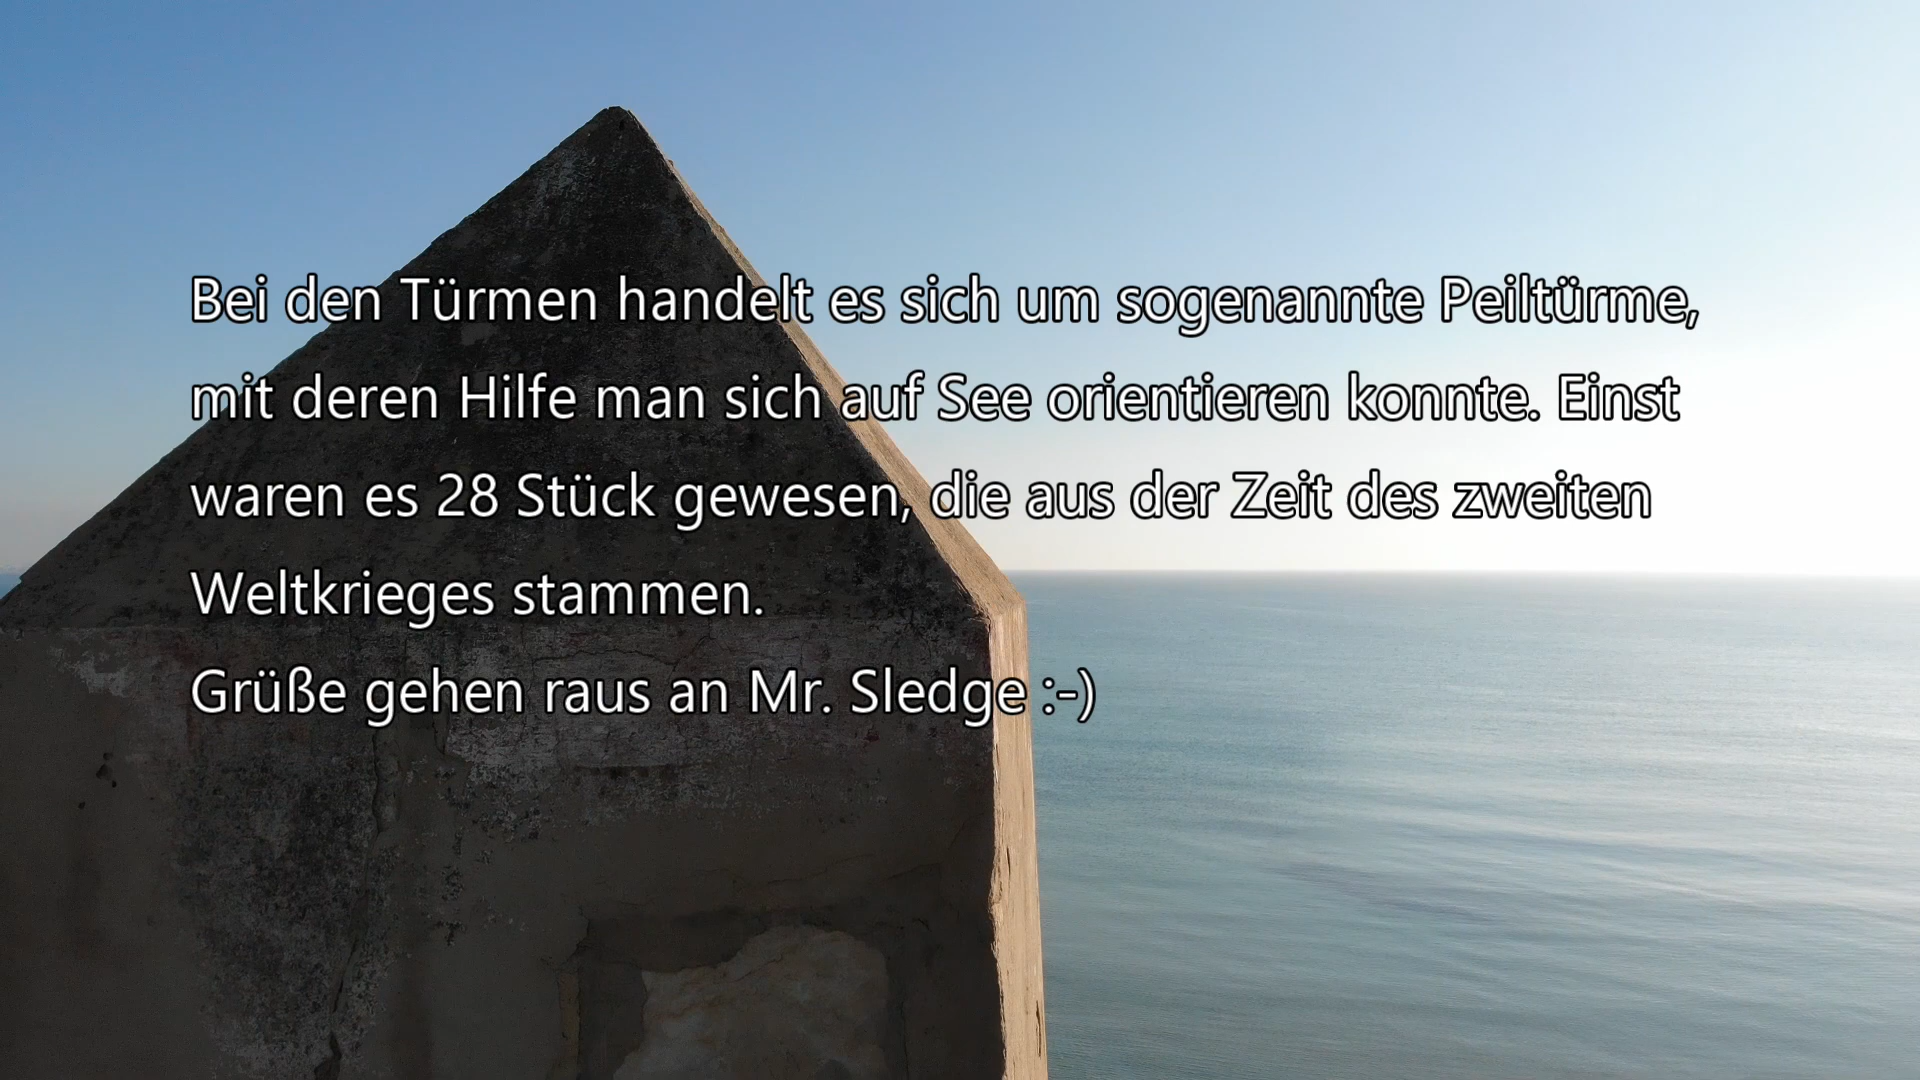 Bei den Türmen handelt es sich um sogenannte Peiltürme,
mit deren Hilfe man sich auf See orientieren konnte. Einst
waren es 28 Stück gewesen, die aus der Zeit des zweiten
Weltkrieges stammen.
Grüße gehen raus an Mr. Sledge :-)